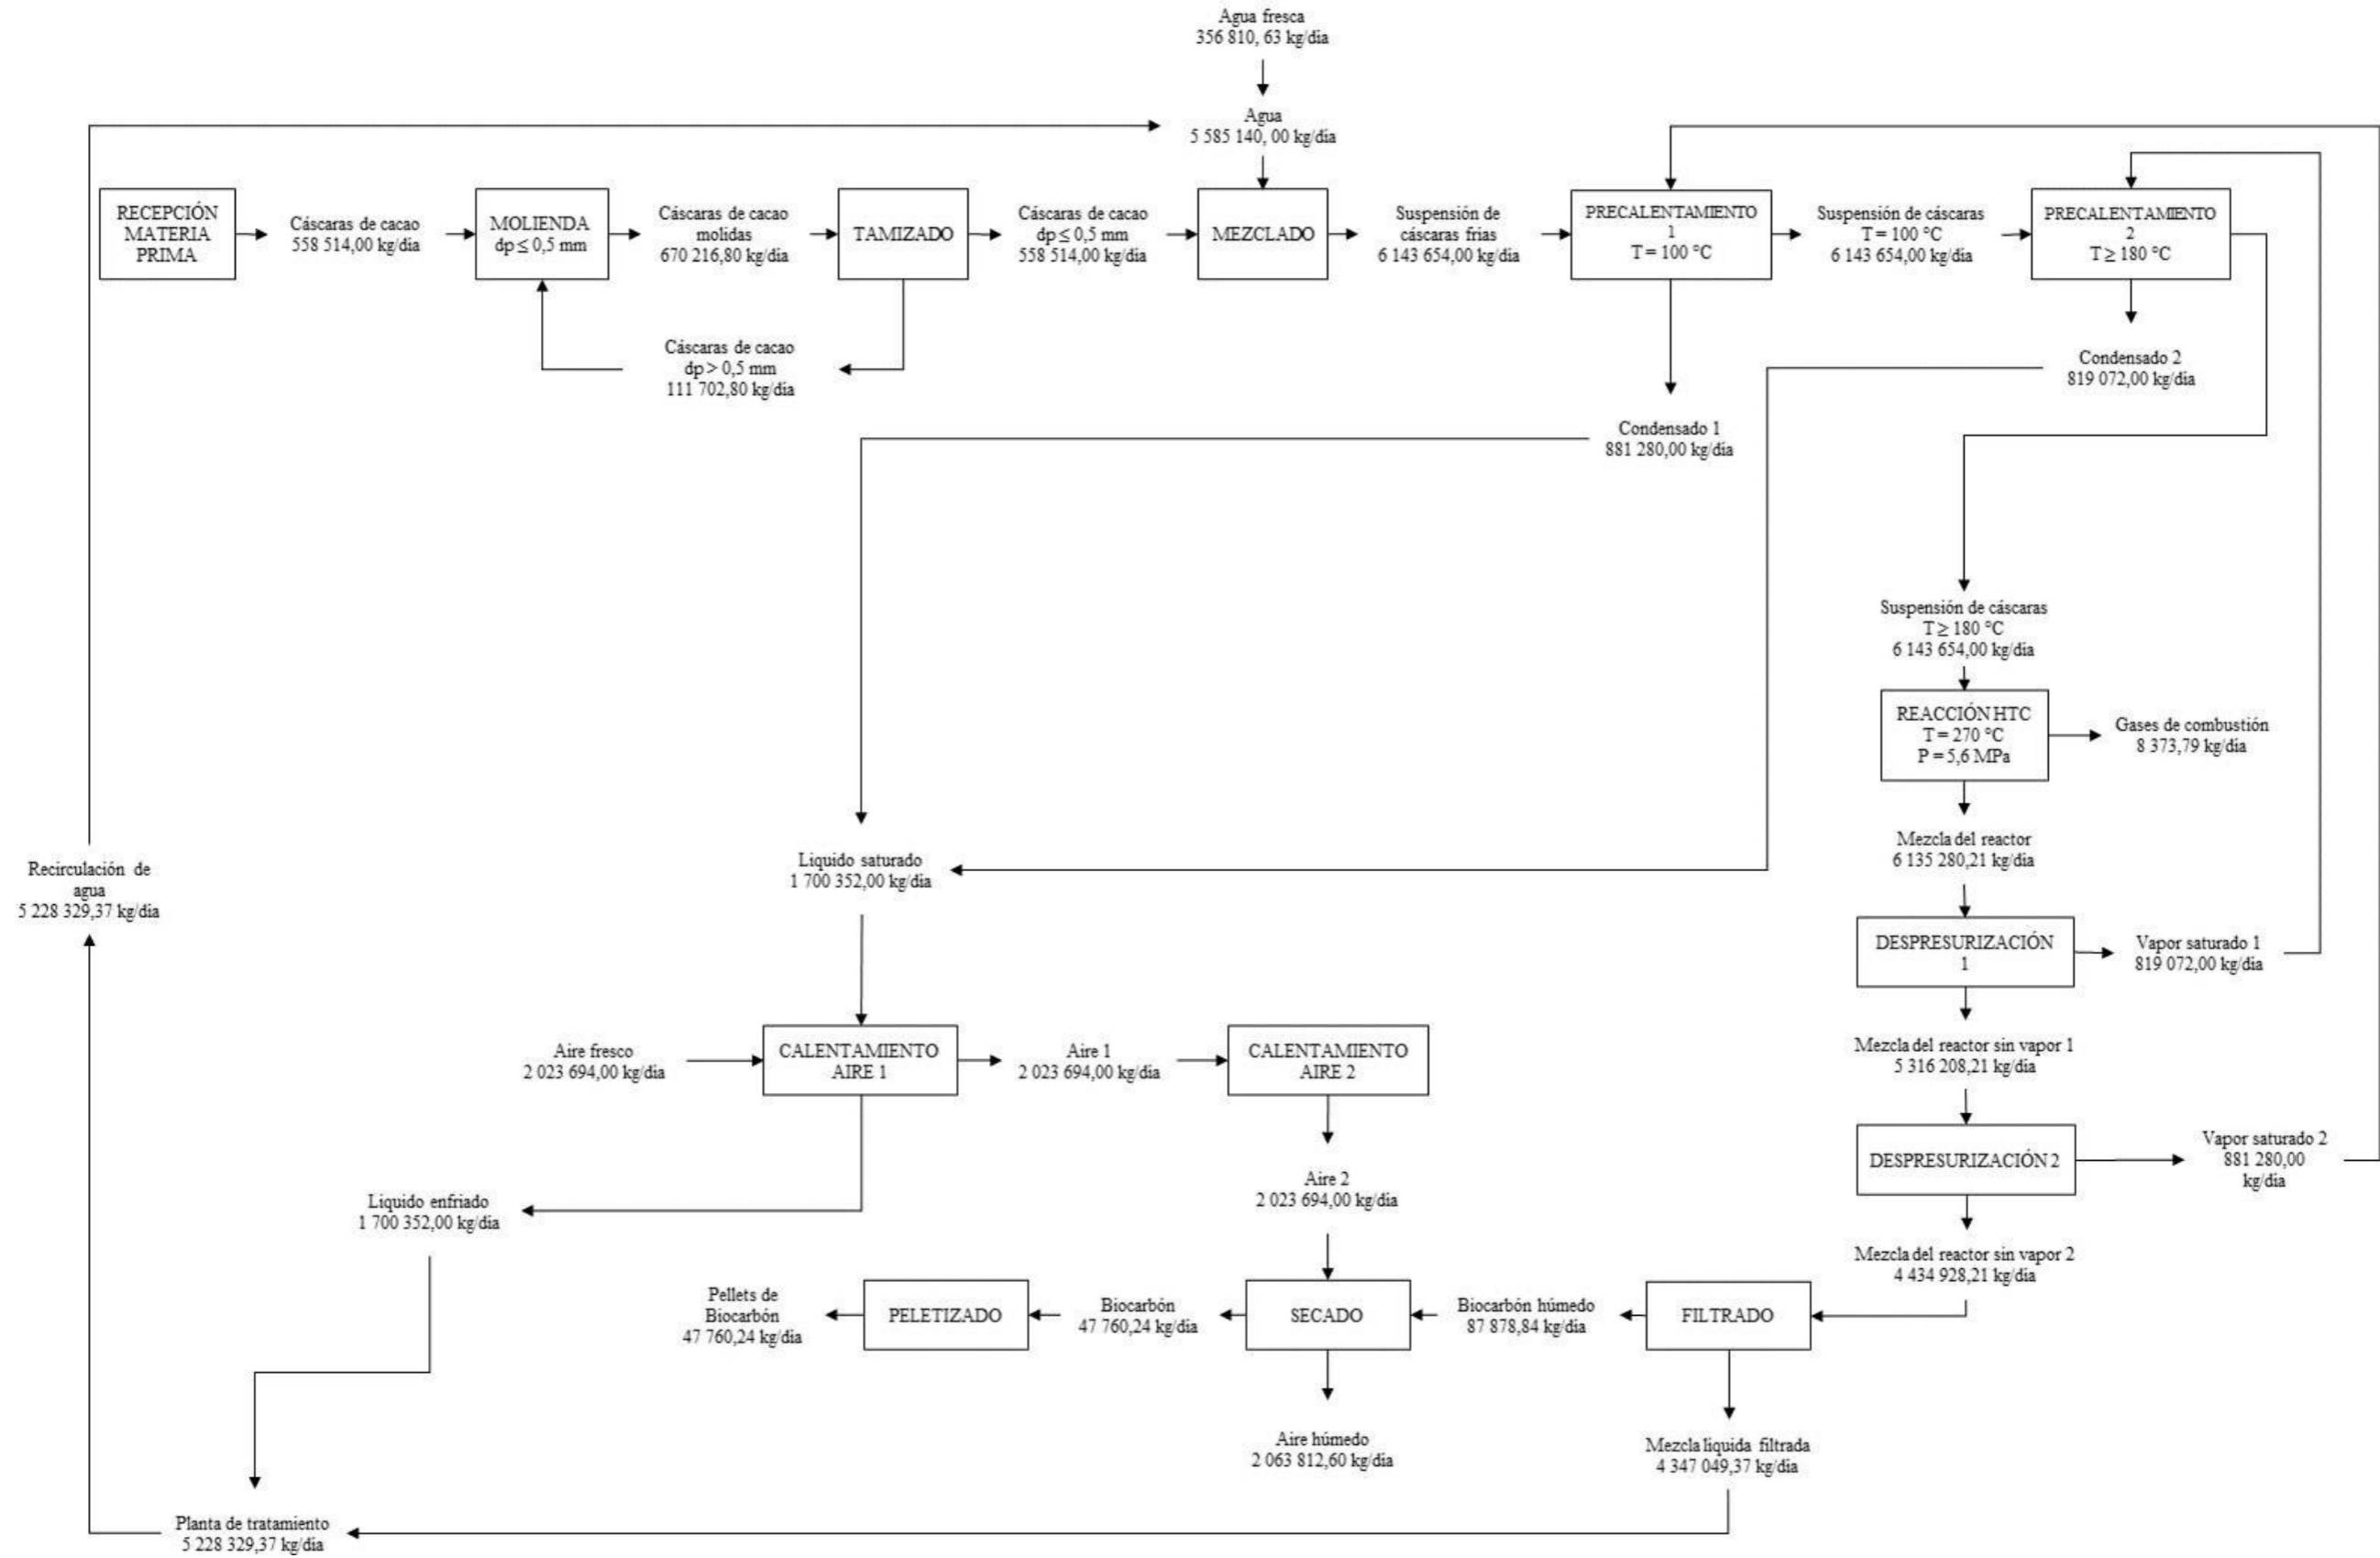 Agua fresca
356 810, 63 kg/día
Agua
5 585 140, 00 kg/día
RECEPCIÓN
MATERIA
PRIMA
Cáscaras de cacao
558 514,00 kg/día
MOLIENDA
dp ≤ 0,5 mm
Cáscaras de cacao
molidas
670 216,80 kg/día
TAMIZADO
Cáscaras de cacao
dp ≤ 0,5 mm
558 514,00 kg/día
MEZCLADO
Suspensión de
cáscaras frías
6 143 654,00 kg/día
PRECALENTAMIENTO
1
T = 100 °C
Suspensión de cáscaras
T = 100 °C
6 143 654,00 kg/día
PRECALENTAMIENTO
2
T ≥ 180 °C
Cáscaras de cacao
dp > 0,5 mm
111 702,80 kg/día
Condensado 2
819 072,00 kg/día
Condensado 1
881 280,00 kg/día
Suspensión de cáscaras
T ≥ 180 °C
6 143 654,00 kg/día
REACCIÓN HTC
T = 270 °C
P = 5,6 MPa
Gases de combustión
8 373,79 kg/día
Mezcla del reactor
6 135 280,21 kg/día
Recirculación de
agua
5 228 329,37 kg/día
Liquido saturado
1 700 352,00 kg/día
DESPRESURIZACIÓN
1
Vapor saturado 1
819 072,00 kg/día
Aire fresco
2 023 694,00 kg/día
CALENTAMIENTO
AIRE 1
Aire 1
2 023 694,00 kg/día
CALENTAMIENTO
AIRE 2
Mezcla del reactor sin vapor 1
5 316 208,21 kg/día
DESPRESURIZACIÓN 2
Vapor saturado 2
881 280,00
kg/día
Liquido enfriado
1 700 352,00 kg/día
Aire 2
2 023 694,00 kg/día
Mezcla del reactor sin vapor 2
4 434 928,21 kg/día
Pellets de
Biocarbón
47 760,24 kg/día
PELETIZADO
Biocarbón
47 760,24 kg/día
SECADO
Biocarbón húmedo
87 878,84 kg/día
FILTRADO
Aire húmedo
2 063 812,60 kg/día
Mezcla liquida filtrada
4 347 049,37 kg/día
Planta de tratamiento
5 228 329,37 kg/día